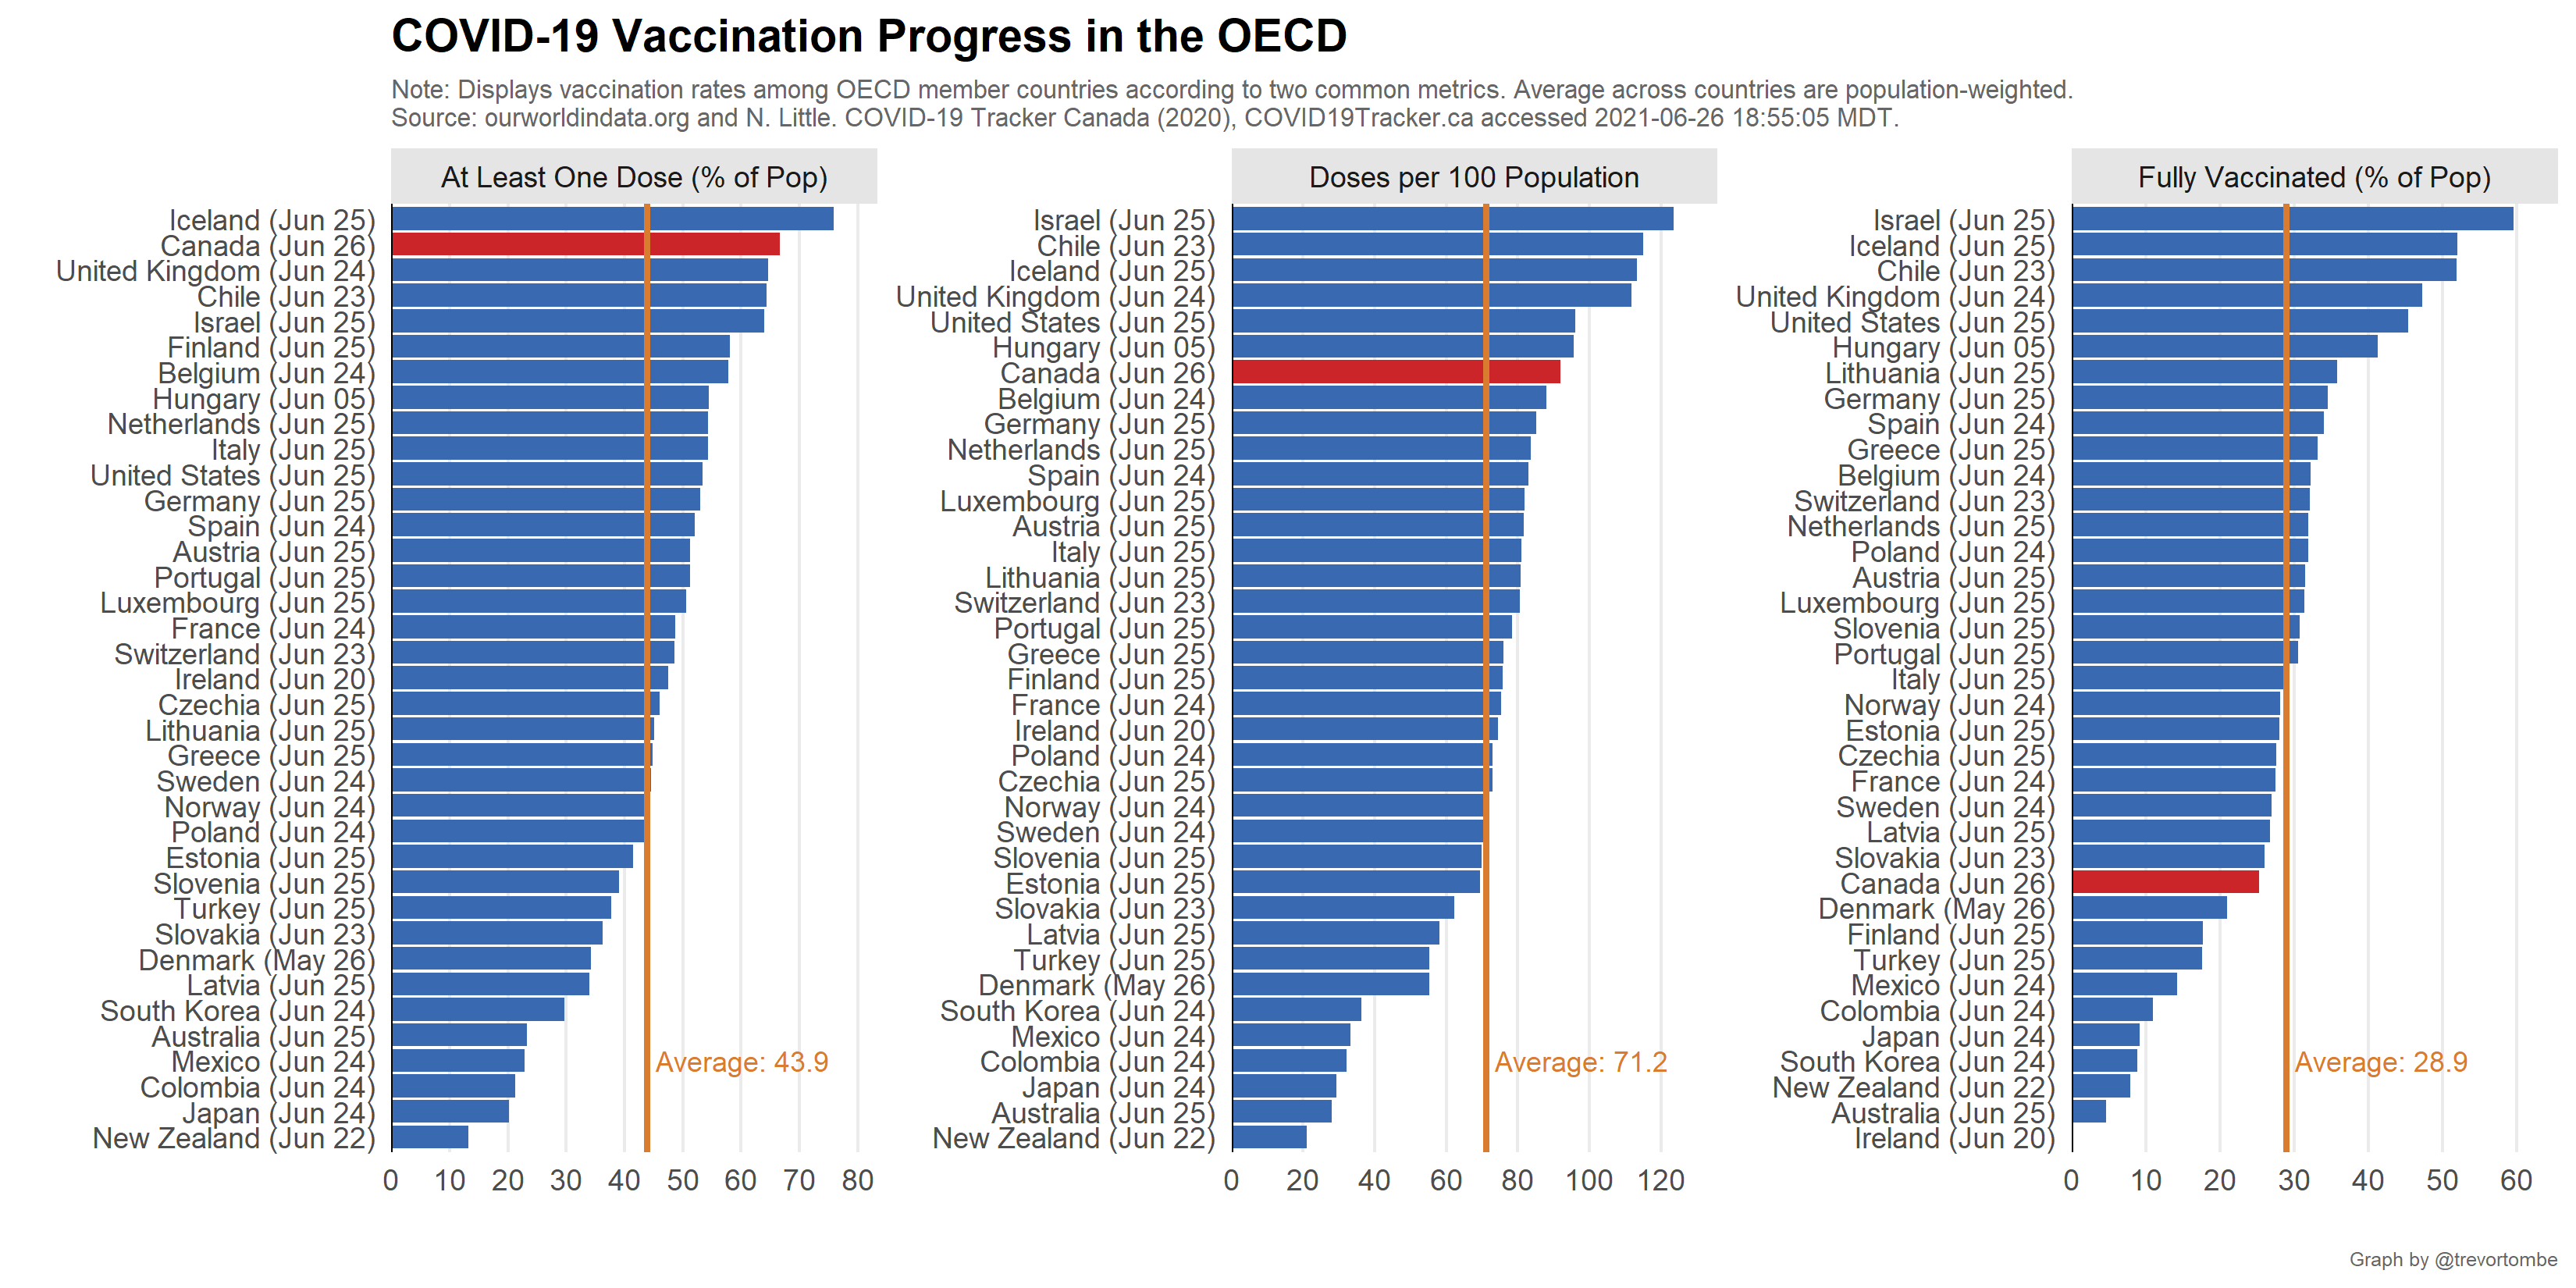 COVID-19 Vaccination Progress in the OECD
Note: Displays vaccination rates among OECD member countries according to two common metrics. Average across countries are population-weighted.
Source: ourworldindata.org and N. Little. COVID-19 Tracker Canada (2020), COVID19Tracker.ca accessed 2021-06-26 18:55:05 MDT.
At Least One Dose (% of Pop)
Iceland (Jun 25)
Canada (Jun 26)
United Kingdom (Jun 24)
Chile (Jun 23)
Israel (Jun 25)
Finland (Jun 25)
Belgium (Jun 24)
Hungary (Jun 05)
Netherlands (Jun 25)
Italy (Jun 25)
United States (Jun 25)
Germany (Jun 25)
Spain (Jun 24)
Austria (Jun 25)
Portugal (Jun 25)
Luxembourg (Jun 25)
France (Jun 24)
Switzerland (Jun 23)
Ireland (Jun 20)
Czechia (Jun 25)
Lithuania (Jun 25)
Greece (Jun 25)
Sweden (Jun 24)
Norway (Jun 24)
Poland (Jun 24)
Estonia (Jun 25)
Slovenia (Jun 25)
Turkey (Jun 25)
Slovakia (Jun 23)
Denmark (May 26)
Latvia (Jun 25)
South Korea (Jun 24)
Australia (Jun 25)
Mexico (Jun 24)
Colombia (Jun 24)
Japan (Jun 24)
New Zealand (Jun 22)
Average: 43.9
0 10 20 30 40 50 60 70 80
Doses per 100 Population
Israel (Jun 25)
Chile (Jun 23)
Iceland (Jun 25)
United Kingdom (Jun 24)
United States (Jun 25)
Hungary (Jun 05)
Canada (Jun 26)
Belgium (Jun 24)
Germany (Jun 25)
Netherlands (Jun 25)
Spain (Jun 24)
Luxembourg (Jun 25)
Austria (Jun 25)
Italy (Jun 25)
Lithuania (Jun 25)
Switzerland (Jun 23)
Portugal (Jun 25)
Greece (Jun 25)
Finland (Jun 25)
France (Jun 24)
Ireland (Jun 20)
Poland (Jun 24)
Czechia (Jun 25)
Norway (Jun 24)
Sweden (Jun 24)
Slovenia (Jun 25)
Estonia (Jun 25)
Slovakia (Jun 23)
Latvia (Jun 25)
Turkey (Jun 25)
Denmark (May 26)
South Korea (Jun 24)
Mexico (Jun 24)
Colombia (Jun 24)
Japan (Jun 24)
Australia (Jun 25)
New Zealand (Jun 22)
Average: 71.2
0 20 40 60 80 100 120
Fully Vaccinated (% of Pop)
Israel (Jun 25)
Iceland (Jun 25)
Chile (Jun 23)
United Kingdom (Jun 24)
United States (Jun 25)
Hungary (Jun 05)
Lithuania (Jun 25)
Germany (Jun 25)
Spain (Jun 24)
Greece (Jun 25)
Belgium (Jun 24)
Switzerland (Jun 23)
Netherlands (Jun 25)
Poland (Jun 24)
Austria (Jun 25)
Luxembourg (Jun 25)
Slovenia (Jun 25)
Portugal (Jun 25)
Italy (Jun 25)
Norway (Jun 24)
Estonia (Jun 25)
Czechia (Jun 25)
France (Jun 24)
Sweden (Jun 24)
Latvia (Jun 25)
Slovakia (Jun 23)
Canada (Jun 26)
Denmark (May 26)
Finland (Jun 25)
Turkey (Jun 25)
Mexico (Jun 24)
Colombia (Jun 24)
Japan (Jun 24)
South Korea (Jun 24)
New Zealand (Jun 22)
Australia (Jun 25)
Ireland (Jun 20)
Average: 28.9
0 10 20 30 40 50 60
Graph by @trevortombe